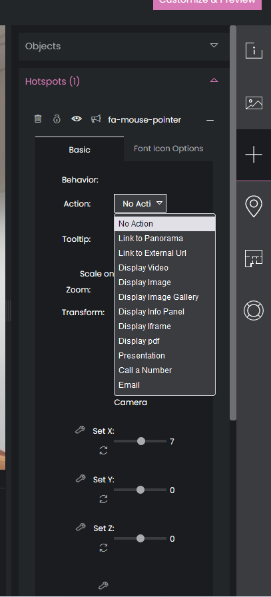 Customize & Preview
Objects
Hotspots (1)
fa-mouse-pointer
Basic
Font Icon Options
Behavior:
Action:
No Acti
No Action
Link to Panorama
Link to External Url
Display Video
Display Image
Display Image Gallery
Display Info Panel
Display Iframe
Display pdf
Presentation
Call a Number
Email
Tooltip:
Scale on
Zoom:
Transform:
Camera
Set X:
7
Set Y:
0
Set Z:
0